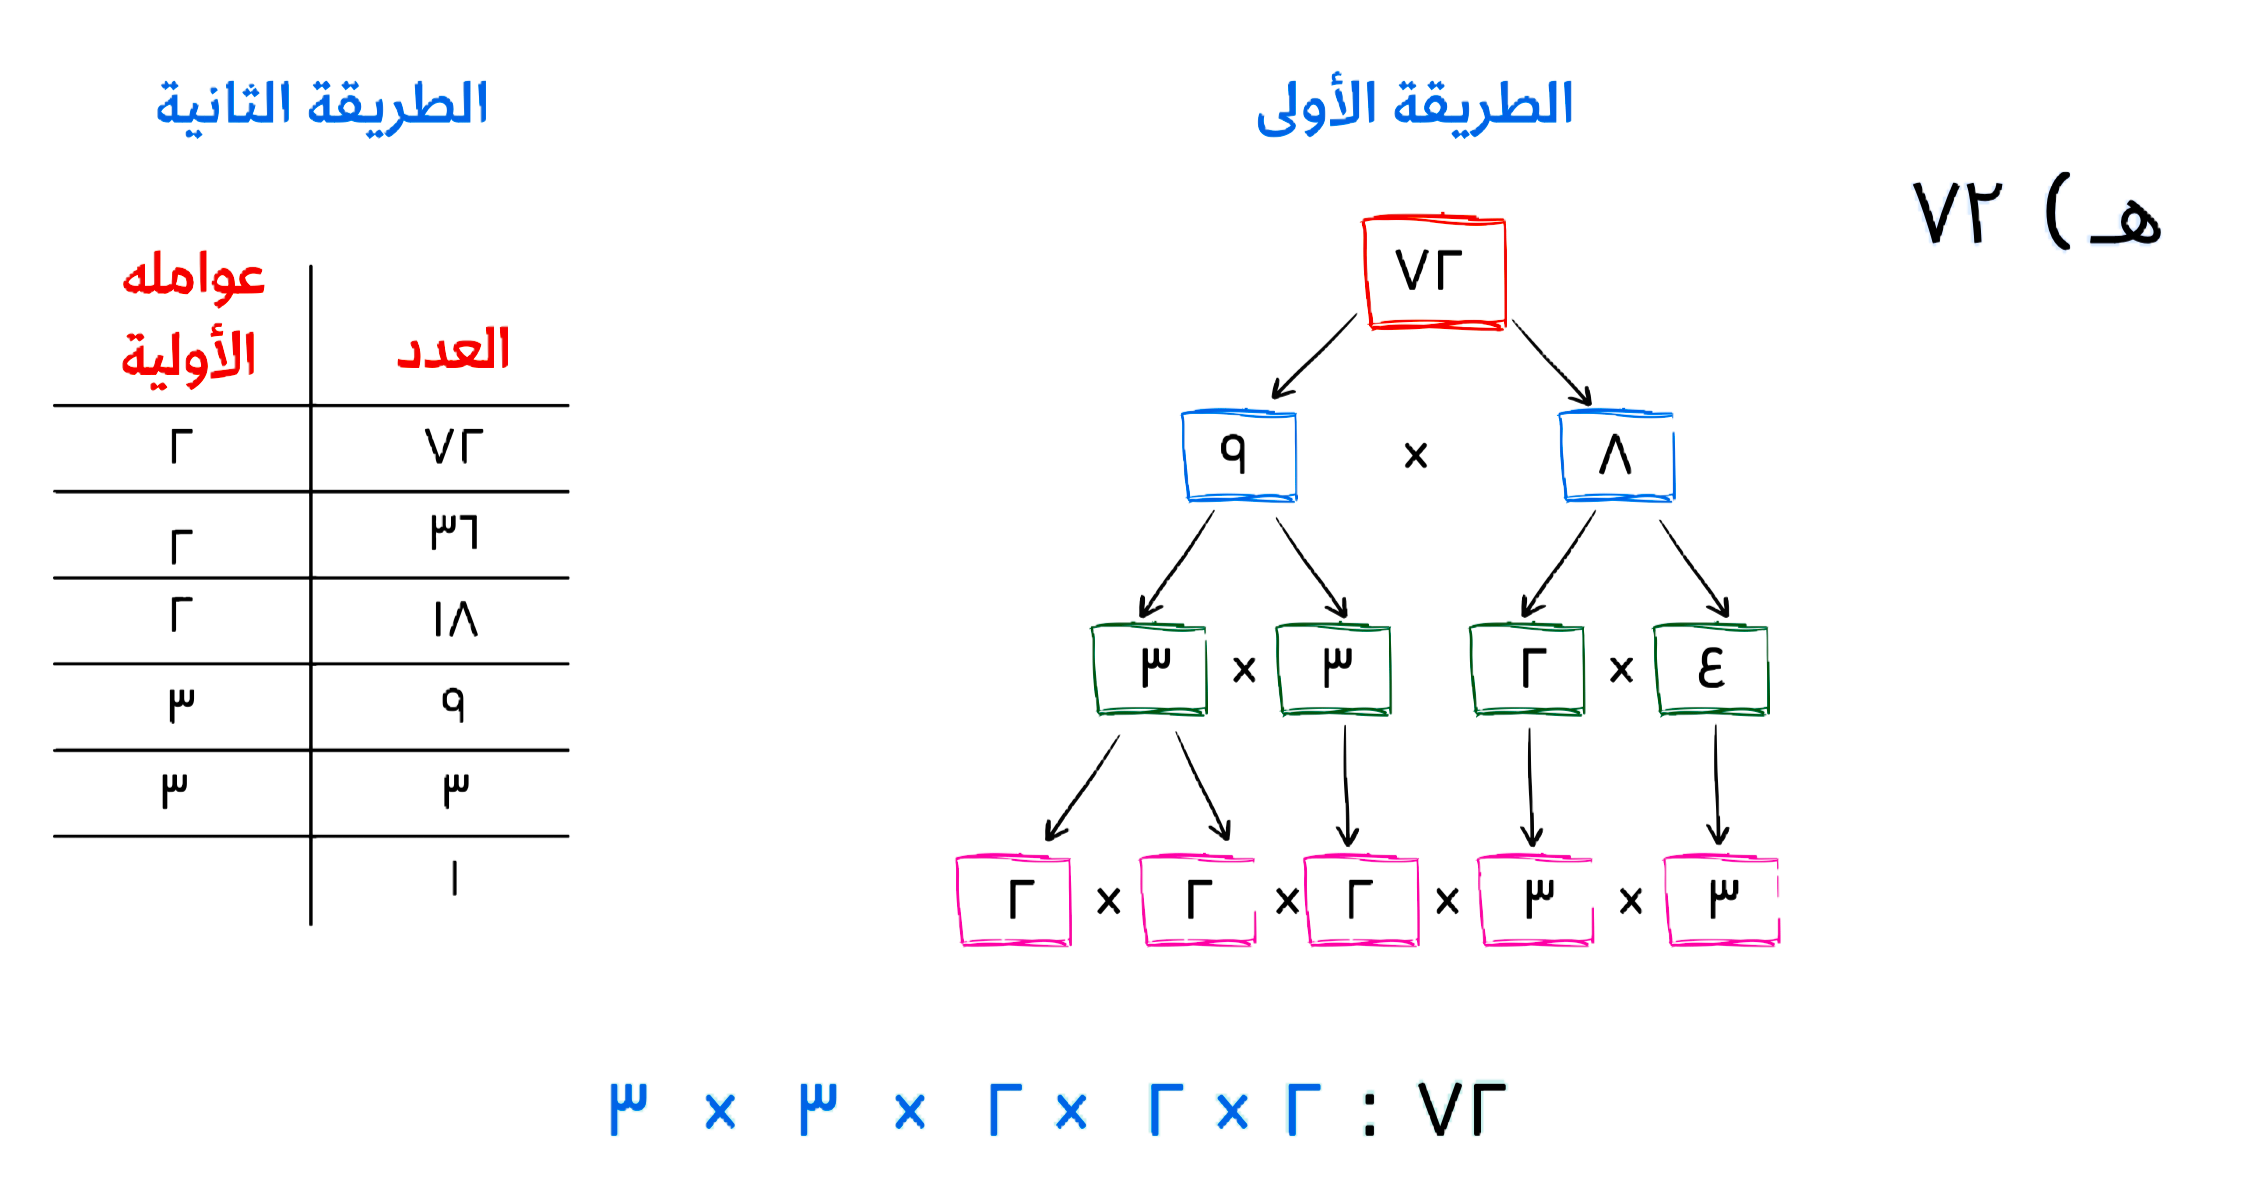 هـ) ٧٢
الطريقة الأولى
٧٢
٨ × ٩
٤ × ٢ ٣ × ٣
٣ × ٣ × ٢ × ٢ × ٢
الطريقة الثانية
العدد عوامله الأولية
٧٢ ٢
٣٦ ٢
١٨ ٢
٩ ٣
٣ ٣
١
٧٢ : ٢ × ٢ × ٢ × ٣ × ٣